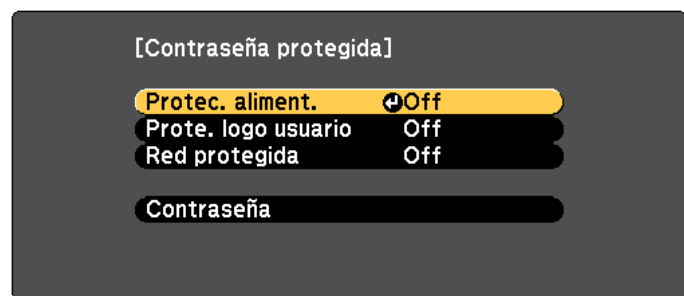 [Contraseña protegida]
Protec. aliment. Off
Prote. logo usuario Off
Red protegida Off
Contraseña